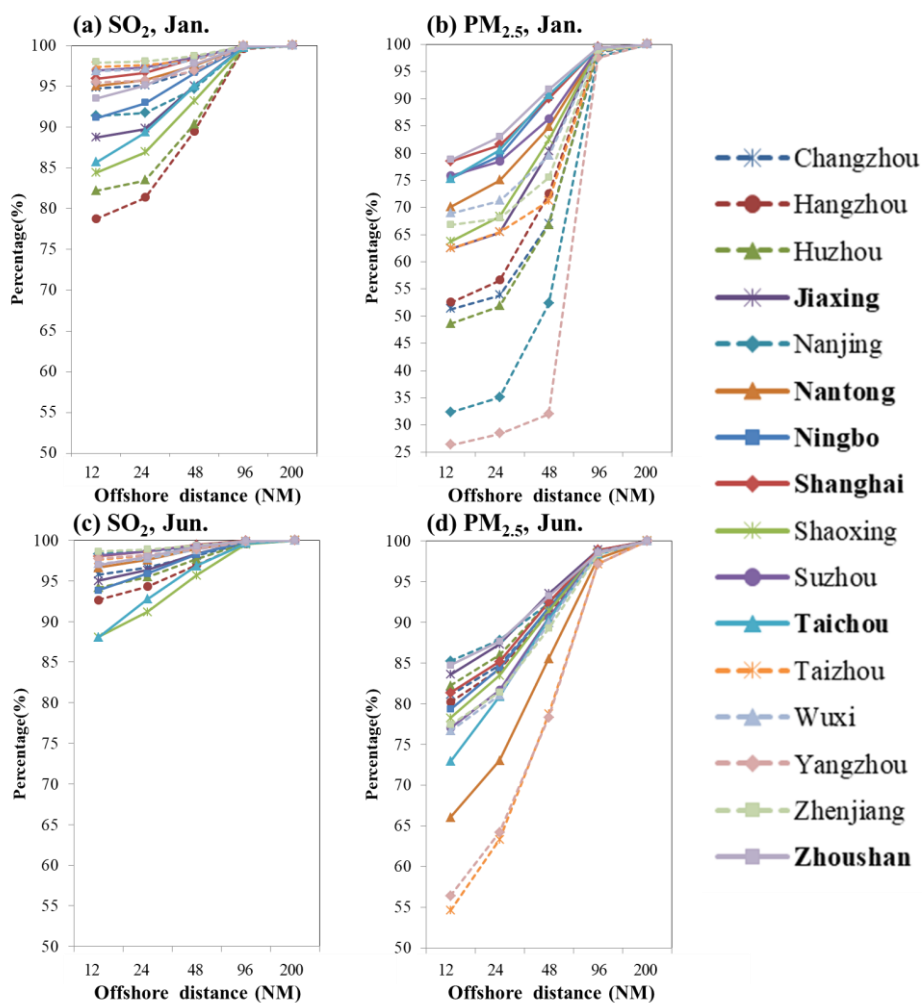 (a) SO2, Jan.
(b) PM2.5, Jan.
Percentage(%)
100
95
90
85
80
75
70
65
60
55
50
12 24 48 96 200
Offshore distance (NM)
Percentage(%)
100
95
90
85
80
75
70
65
60
55
50
45
40
35
30
25
12 24 48 96 200
Offshore distance (NM)
(c) SO2, Jun.
(d) PM2.5, Jun.
Percentage(%)
100
95
90
85
80
75
70
65
60
55
50
12 24 48 96 200
Offshore distance (NM)
Percentage(%)
100
95
90
85
80
75
70
65
60
55
50
12 24 48 96 200
Offshore distance (NM)
Changzhou
Hangzhou
Huzhou
Jiaxing
Nanjing
Nantong
Ningbo
Shanghai
Shaoxing
Suzhou
Taichou
Taizhou
Wuxi
Yangzhou
Zhenjiang
Zhoushan